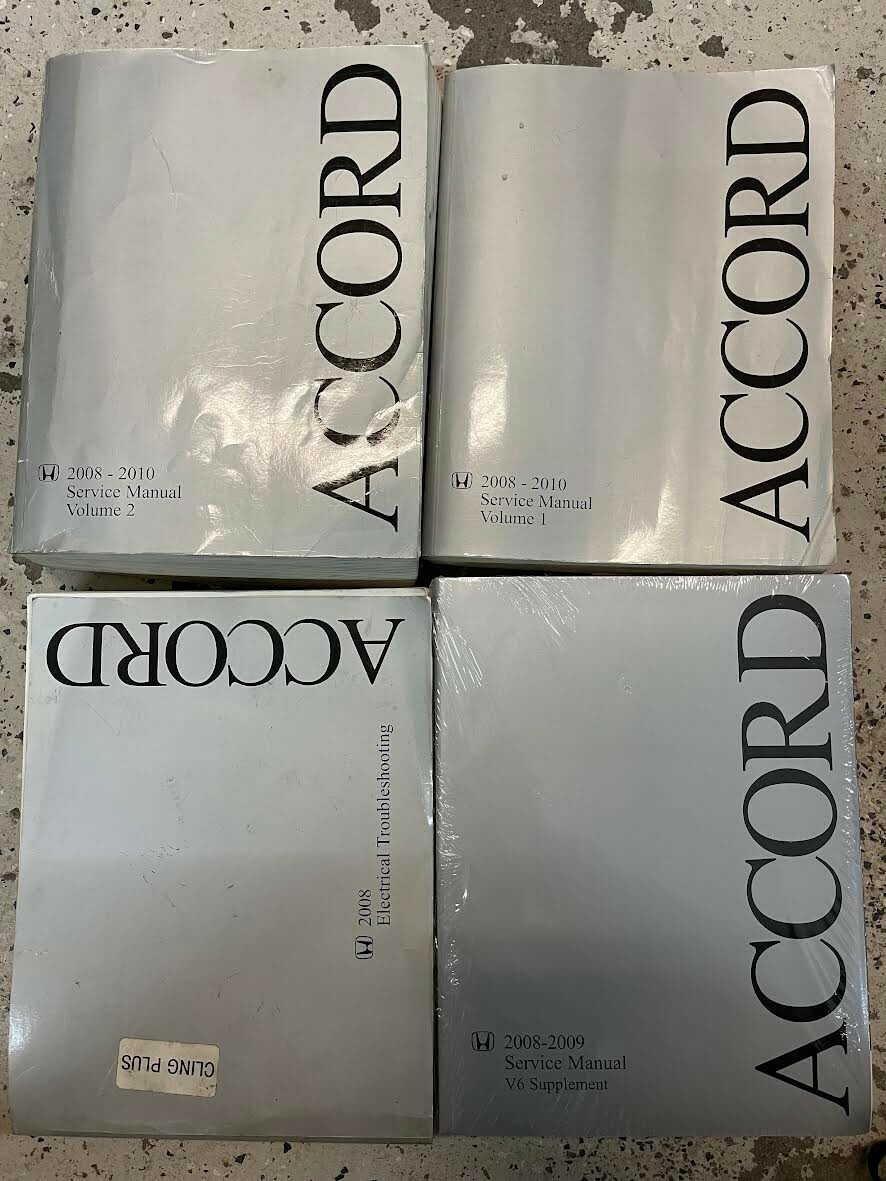 ACCORD
2008 - 2010
Service Manual
Volume 2
ACCORD
2008 - 2010
Service Manual
Volume 1
ACCORD
2008
Electrical Troubleshooting
CLING PLUS
ACCORD
2008-2009
Service Manual
V6 Supplement